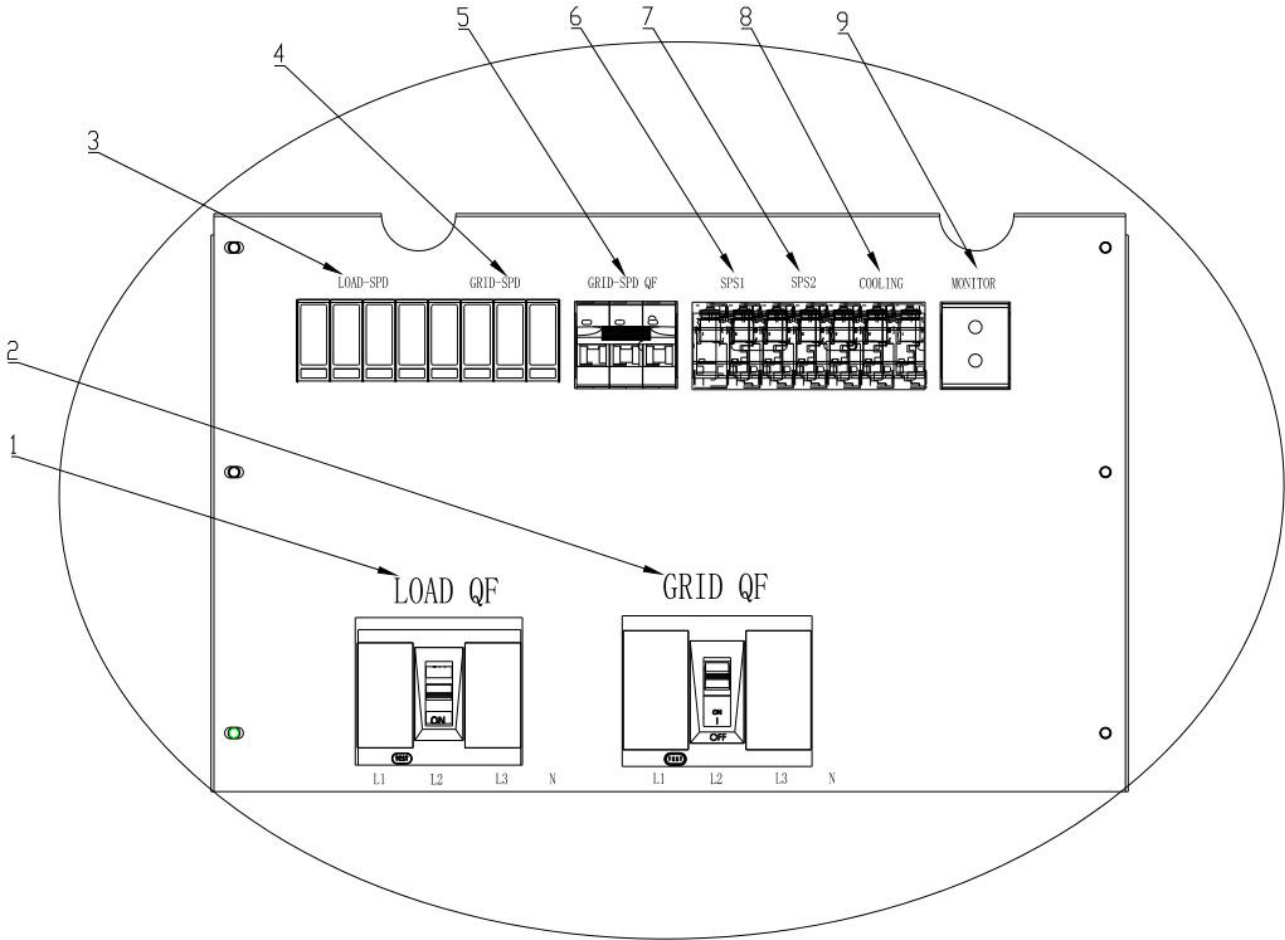 5 6 7 8 9
4
3
LOAD-SPD GRID-SPD GRID-SPD QF SPS1 SPS2 COOLING MONITOR
2
1
LOAD QF GRID QF
ON
ON
I
OFF
TEST TEST
L1 L2 L3 N L1 L2 L3 N